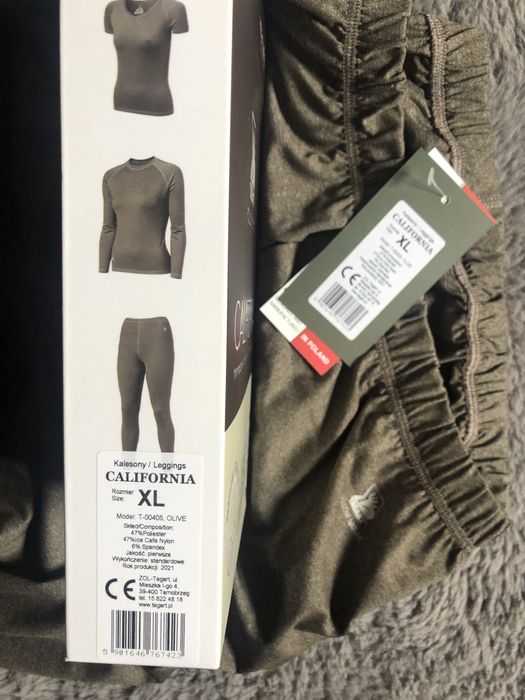 Kalesony / Leggings
CALIFORNIA
Rozmiar
Size: XL
Model: T-00405, OLIVE
Skład/Composition:
47%Poliester
47%Ice Cafe Nylon
6% Spandex
Jakość: pierwsza
Wykończenie: standardowe
Rok produkcji: 2021
CE
ZOL-Tagart, ul.
Mieszka I-go 4,
39-400 Tarnobrzeg
tel. 15 822 48 18
www.tagart.pl
5 901646 767423
Kalesony / Leggings
CALIFORNIA
XL
CE
IN POLAND